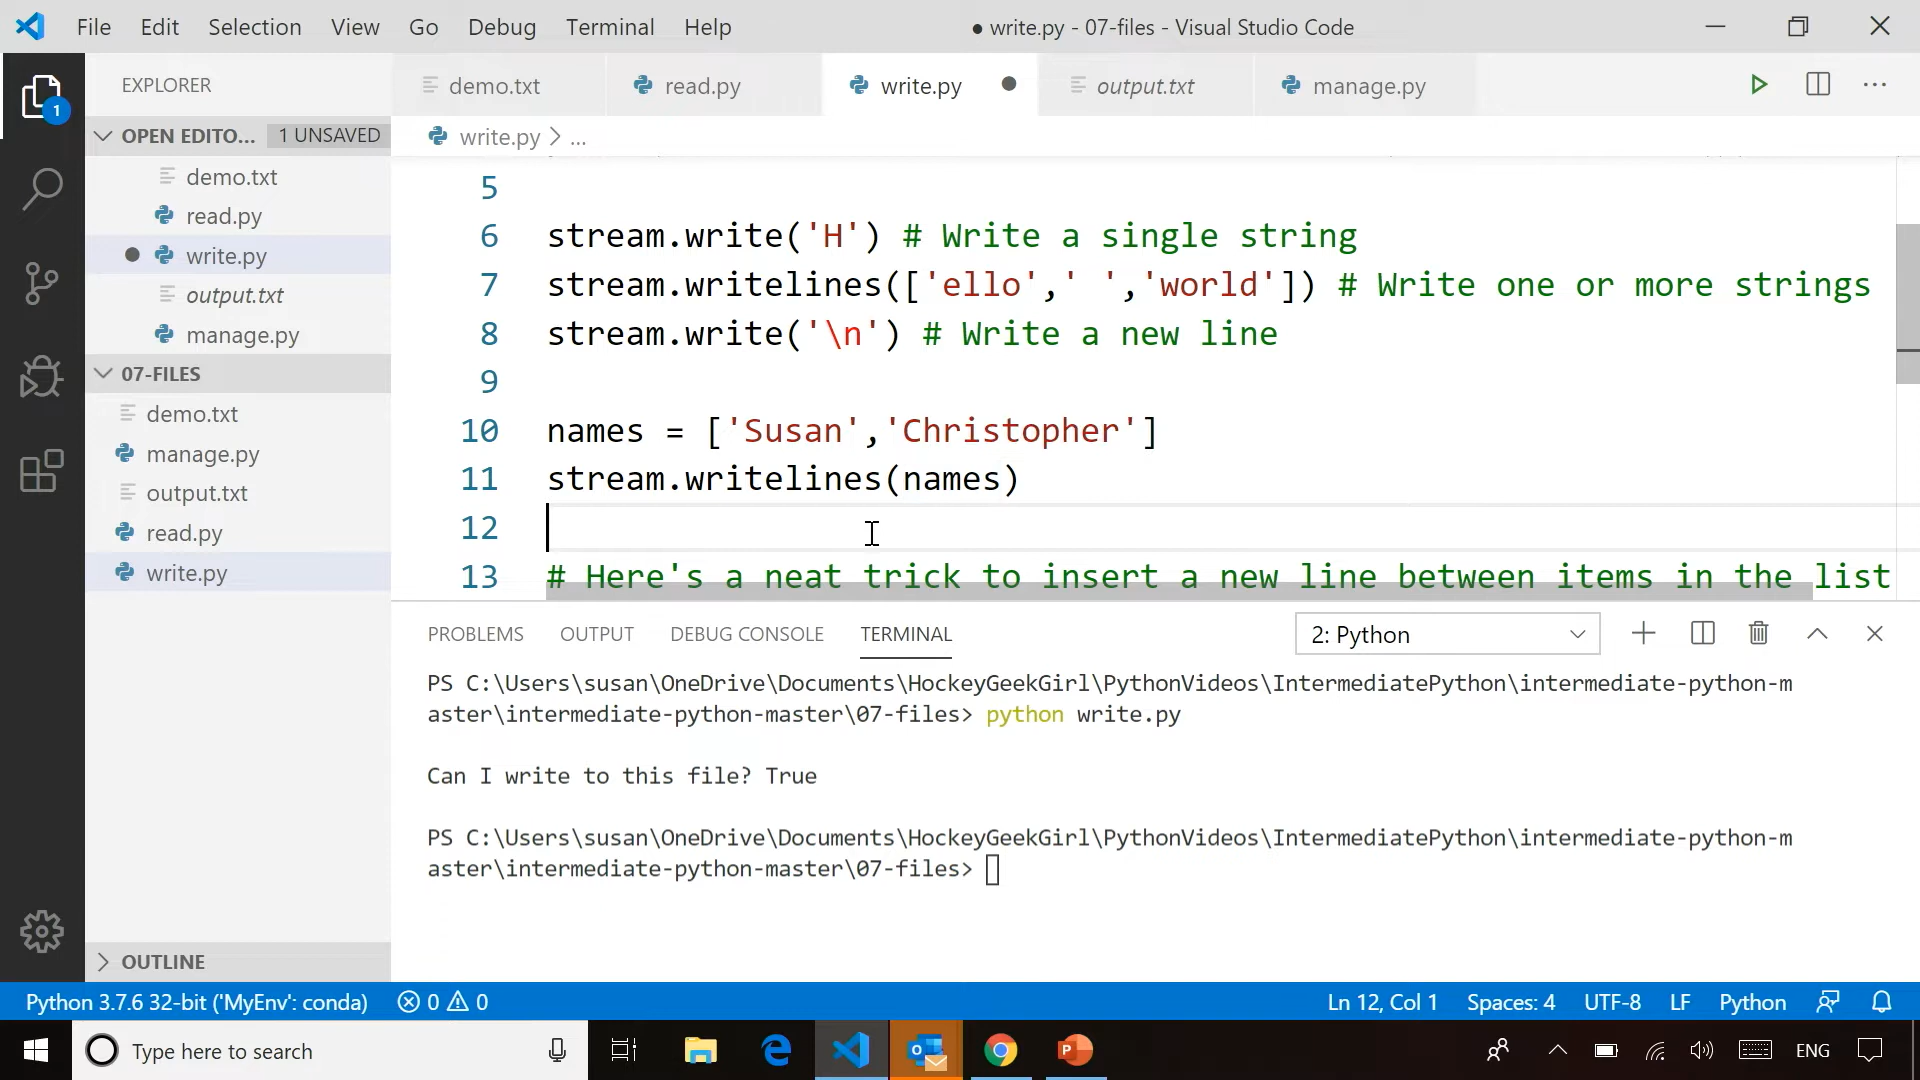 File Edit Selection View Go Debug Terminal Help ● write.py - 07-files - Visual Studio Code
EXPLORER
demo.txt read.py write.py output.txt manage.py
OPEN EDITO... 1 UNSAVED
write.py > ...
demo.txt
read.py
write.py
output.txt
manage.py
07-FILES
demo.txt
manage.py
output.txt
read.py
write.py
OUTLINE
1
5
6 stream.write('H') # Write a single string
7 stream.writelines(['ello',' ','world']) # Write one or more strings
8 stream.write('\n') # Write a new line
9
10 names = ['Susan','Christopher']
11 stream.writelines(names)
12
13 # Here's a neat trick to insert a new line between items in the list
PROBLEMS OUTPUT DEBUG CONSOLE TERMINAL 2: Python
PS C:\Users\susan\OneDrive\Documents\HockeyGeekGirl\PythonVideos\IntermediatePython\intermediate-python-m
aster\intermediate-python-master\07-files> python write.py
Can I write to this file? True
PS C:\Users\susan\OneDrive\Documents\HockeyGeekGirl\PythonVideos\IntermediatePython\intermediate-python-m
aster\intermediate-python-master\07-files>
Python 3.7.6 32-bit ('MyEnv': conda) 0 0 Ln 12, Col 1 Spaces: 4 UTF-8 LF Python
Type here to search ENG